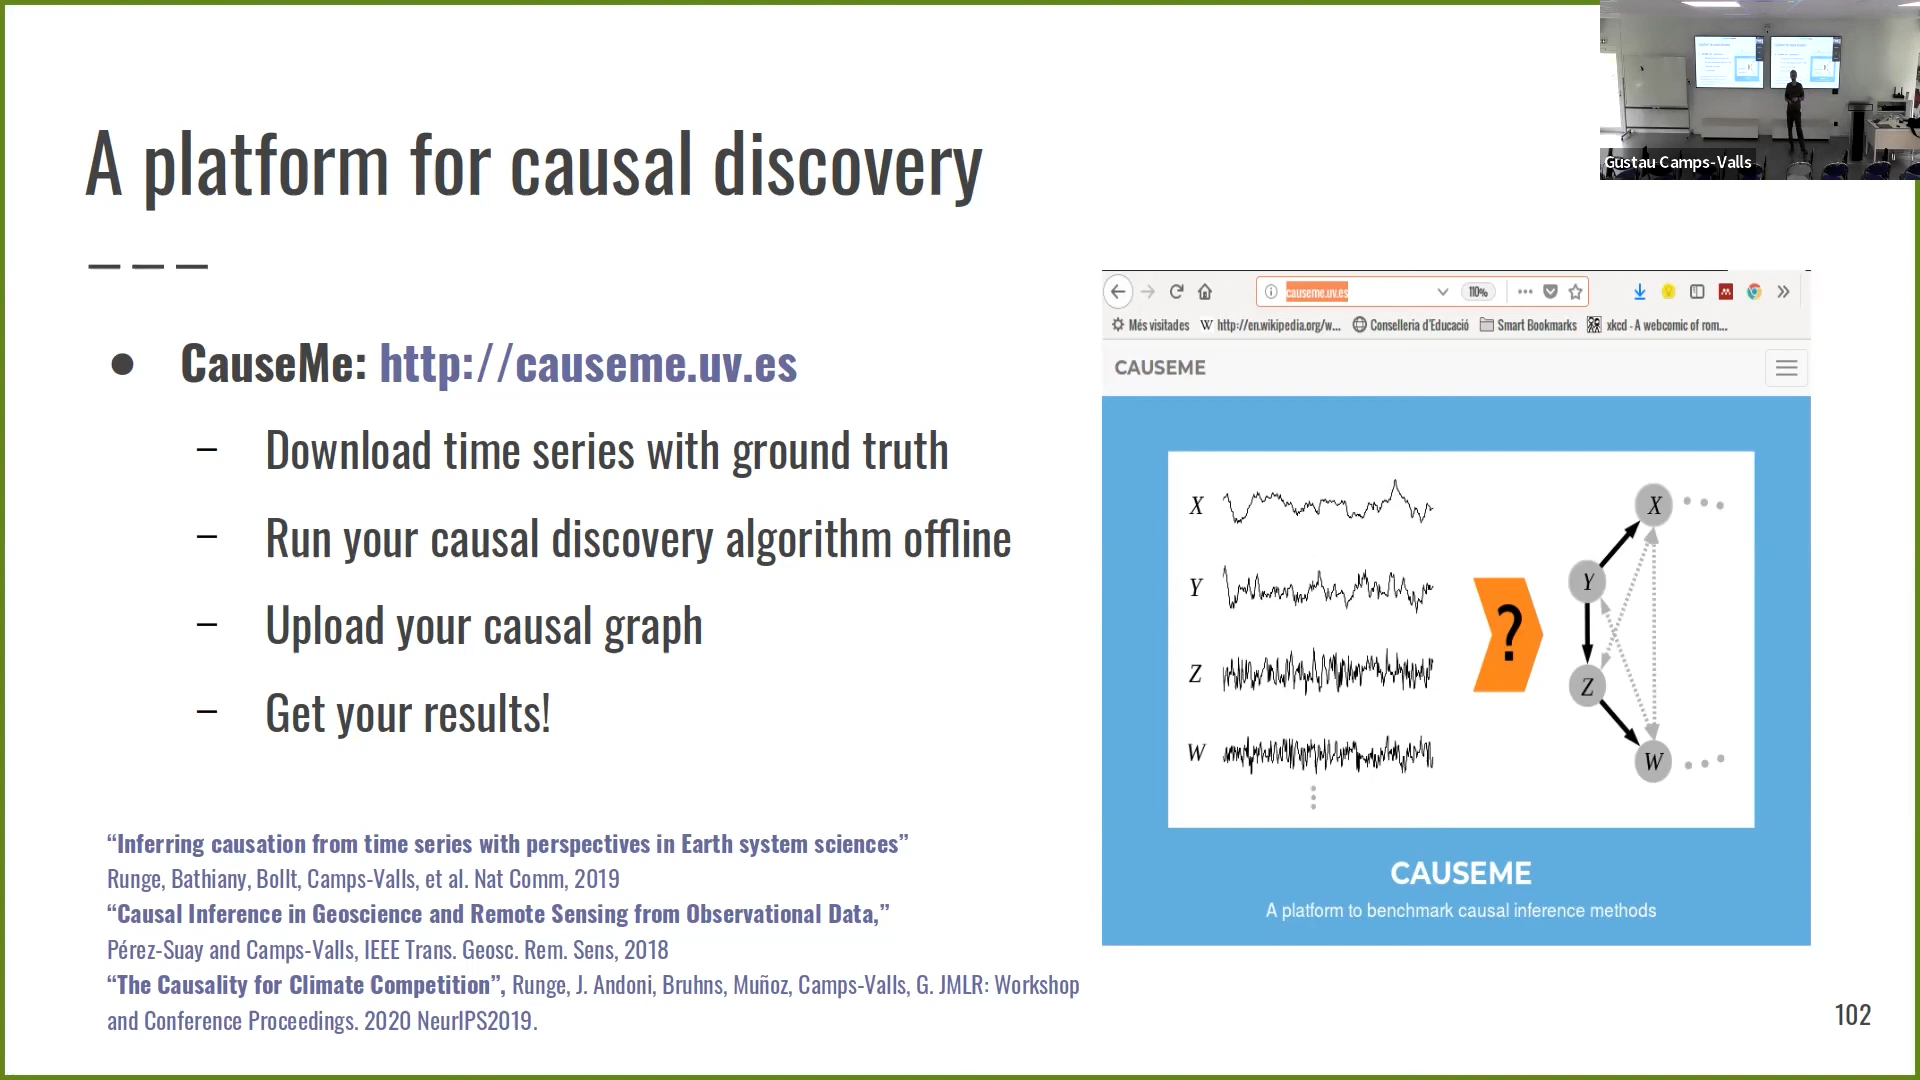 A platform for causal discovery
Gustau Camps-Valls
● CauseMe: http://causeme.uv.es
– Download time series with ground truth
– Run your causal discovery algorithm offline
– Upload your causal graph
– Get your results!
“Inferring causation from time series with perspectives in Earth system sciences”
Runge, Bathiany, Bollt, Camps-Valls, et al. Nat Comm, 2019
“Causal Inference in Geoscience and Remote Sensing from Observational Data,”
Pérez-Suay and Camps-Valls, IEEE Trans. Geosc. Rem. Sens, 2018
“The Causality for Climate Competition”, Runge, J. Andoni, Bruhns, Muñoz, Camps-Valls, G. JMLR: Workshop
and Conference Proceedings. 2020 NeurIPS2019.
causeme.uv.es
110%
Més visitades
http://en.wikipedia.org/w...
Conselleria d'Educació
Smart Bookmarks
xkcd - A webcomic of rom...
CAUSEME
X
Y
Z
W
?
X
Y
Z
W
CAUSEME
A platform to benchmark causal inference methods
102